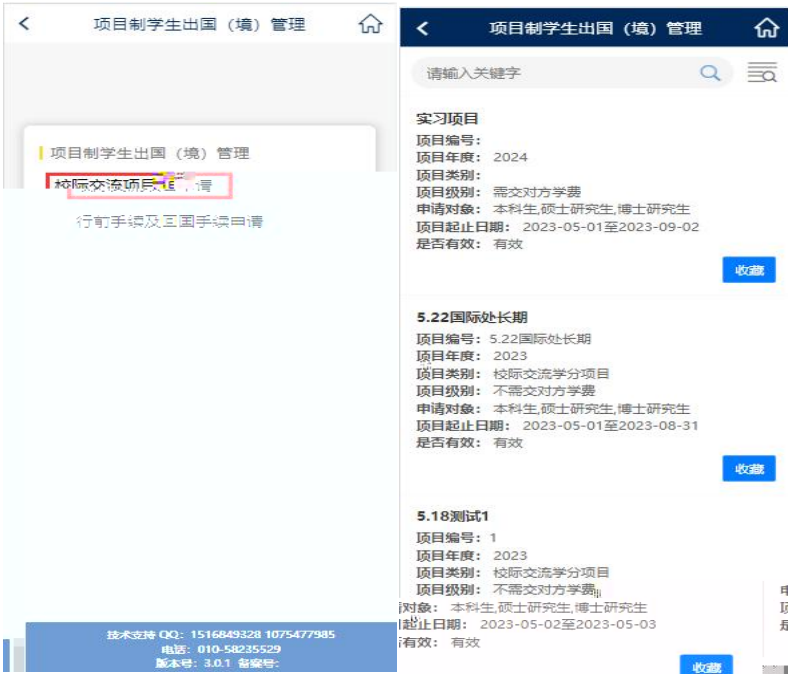 项目制学生出国（境）管理
项目制学生出国（境）管理
校际交流项目 申请
行前手续及回国手续申请
技术支持 QQ：1516849328 1075477985
电话：010-58235529
版本号：3.0.1 备案号：
项目制学生出国（境）管理
请输入关键字
实习项目
项目编号：
项目年度： 2024
项目类别：
项目级别： 需交对方学费
申请对象： 本科生,硕士研究生,博士研究生
项目起止日期： 2023-05-01至2023-09-02
是否有效： 有效
收藏
5.22国际处长期
项目编号：5.22国际处长期
项目年度： 2023
项目类别： 校际交流学分项目
项目级别： 不需交对方学费
申请对象： 本科生,硕士研究生,博士研究生
项目起止日期： 2023-05-01至2023-08-31
是否有效： 有效
收藏
5.18测试1
项目编号：1
项目年度： 2023
项目类别： 校际交流学分项目
项目级别： 不需交对方学费
对象： 本科生,硕士研究生,博士研究生
起止日期： 2023-05-02至2023-05-03
有效： 有效
收藏